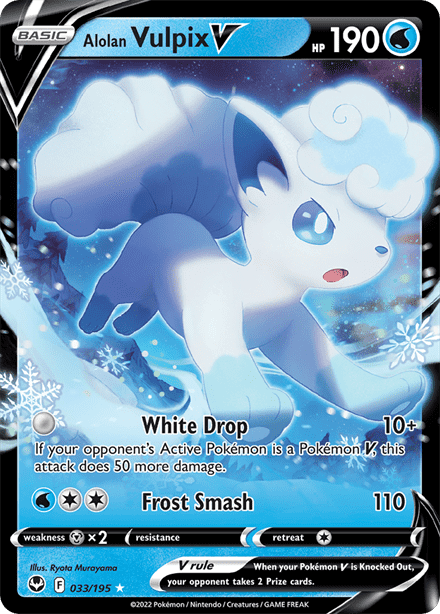 BASIC Alolan Vulpix V HP 190
White Drop 10+
If your opponent's Active Pokémon is a Pokémon V, this
attack does 50 more damage.
Frost Smash 110
weakness ×2 resistance retreat
Illus. Ryota Murayama
V rule When your Pokémon V is Knocked Out,
your opponent takes 2 Prize cards.
F 033/195
©2022 Pokémon / Nintendo / Creatures / GAME FREAK